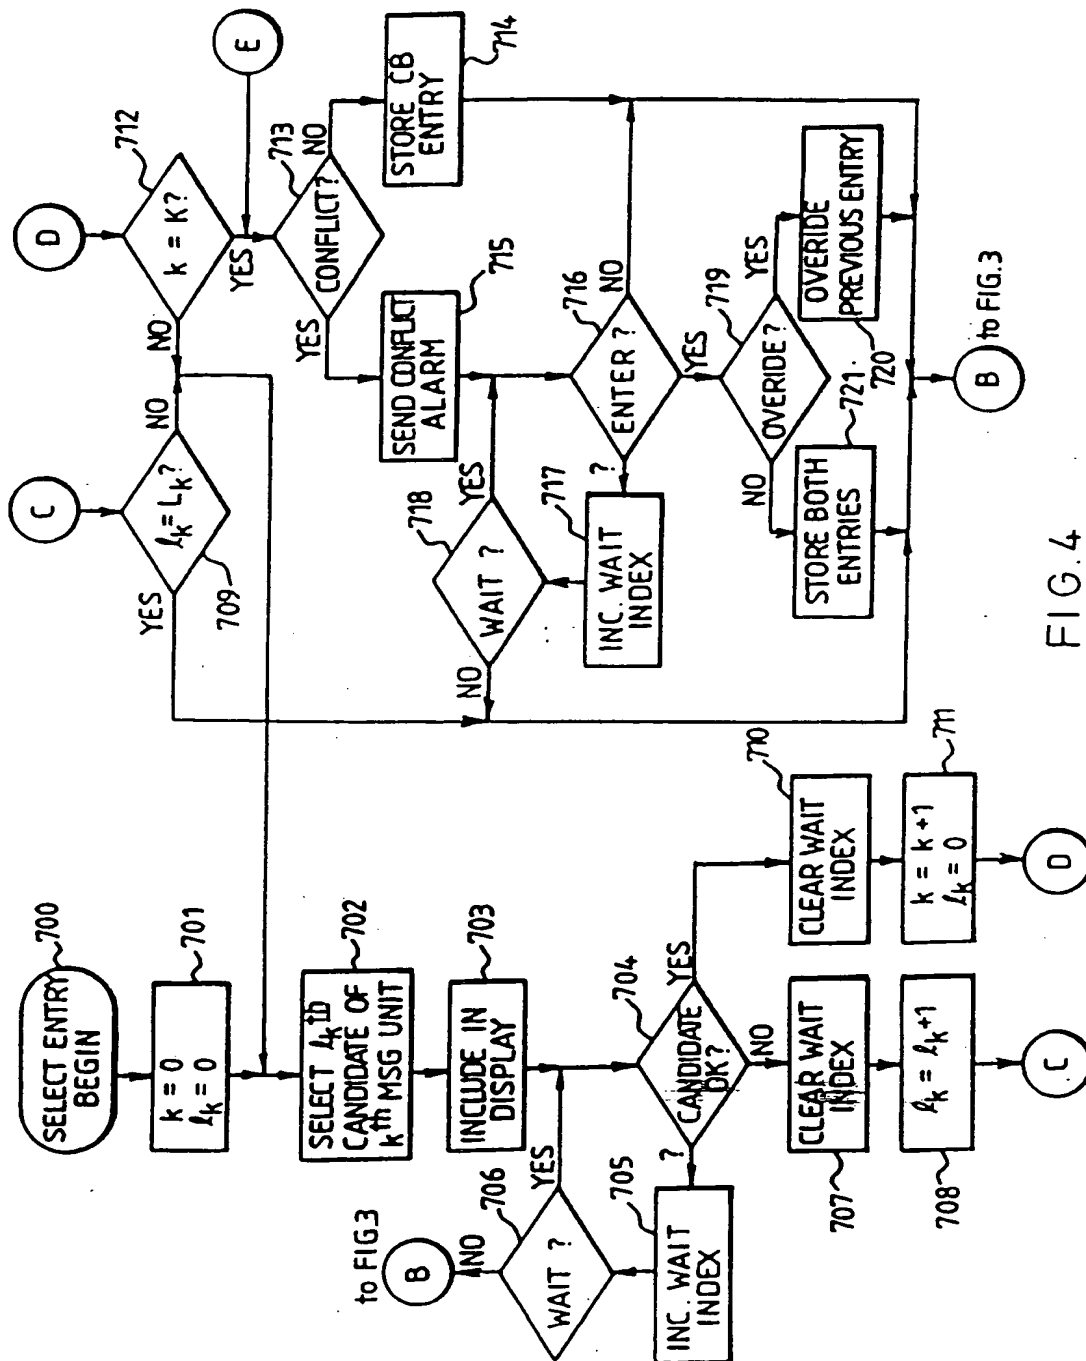 SELECT ENTRY
BEGIN
700
k = 0
ℓk = 0
701
SELECT ℓk th
CANDIDATE OF
kth MSG UNIT
702
INCLUDE IN
DISPLAY
703
CANDIDATE
OK?
704
YES
NO
?
INC. WAIT
INDEX
705
WAIT ?
706
YES
NO
B
to FIG.3
CLEAR WAIT
INDEX
707
ℓk = ℓk+1
708
C
CLEAR WAIT
INDEX
710
k = k+1
ℓk = 0
711
D
C
ℓk = Lk?
709
YES
NO
D
k = K?
712
NO
YES
E
CONFLICT?
713
YES
NO
STORE CB
ENTRY
714
SEND CONFLICT
ALARM
715
ENTER ?
716
NO
YES
?
INC. WAIT
INDEX
717
WAIT ?
718
YES
NO
OVERIDE?
719
YES
NO
OVERIDE
PREVIOUS ENTRY
720
STORE BOTH
ENTRIES
721
B
to FIG.3
FIG.4